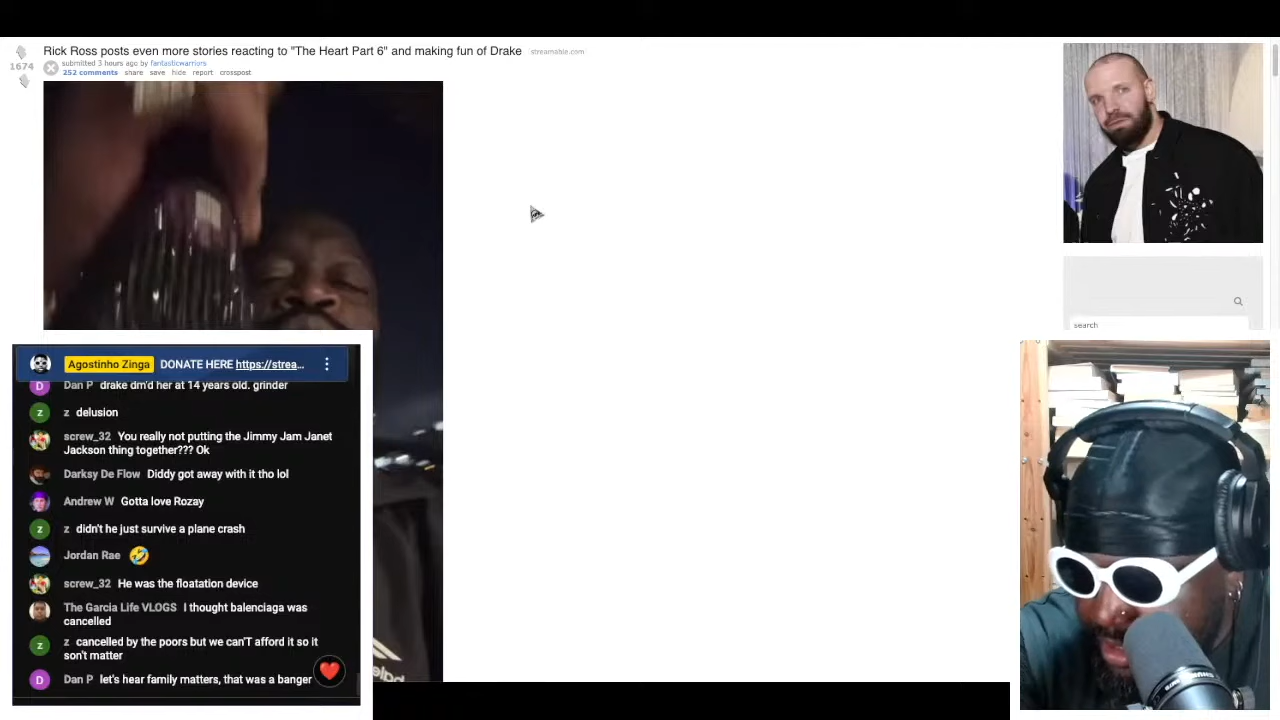 Rick Ross posts even more stories reacting to "The Heart Part 6" and making fun of Drake streamable.com
1674
submitted 3 hours ago by fantasticwarriors
252 comments share save hide report crosspost
search
Agostinho Zinga DONATE HERE https://strea...
D Dan P drake dm'd her at 14 years old. grinder
z z delusion
screw_32 You really not putting the Jimmy Jam Janet
Jackson thing together??? Ok
Darksy De Flow Diddy got away with it tho lol
Andrew W Gotta love Rozay
z z didn't he just survive a plane crash
Jordan Rae 🤣
screw_32 He was the floatation device
The Garcia Life VLOGS I thought balenciaga was
cancelled
z z cancelled by the poors but we can'T afford it so it
son't matter
D Dan P let's hear family matters, that was a banger